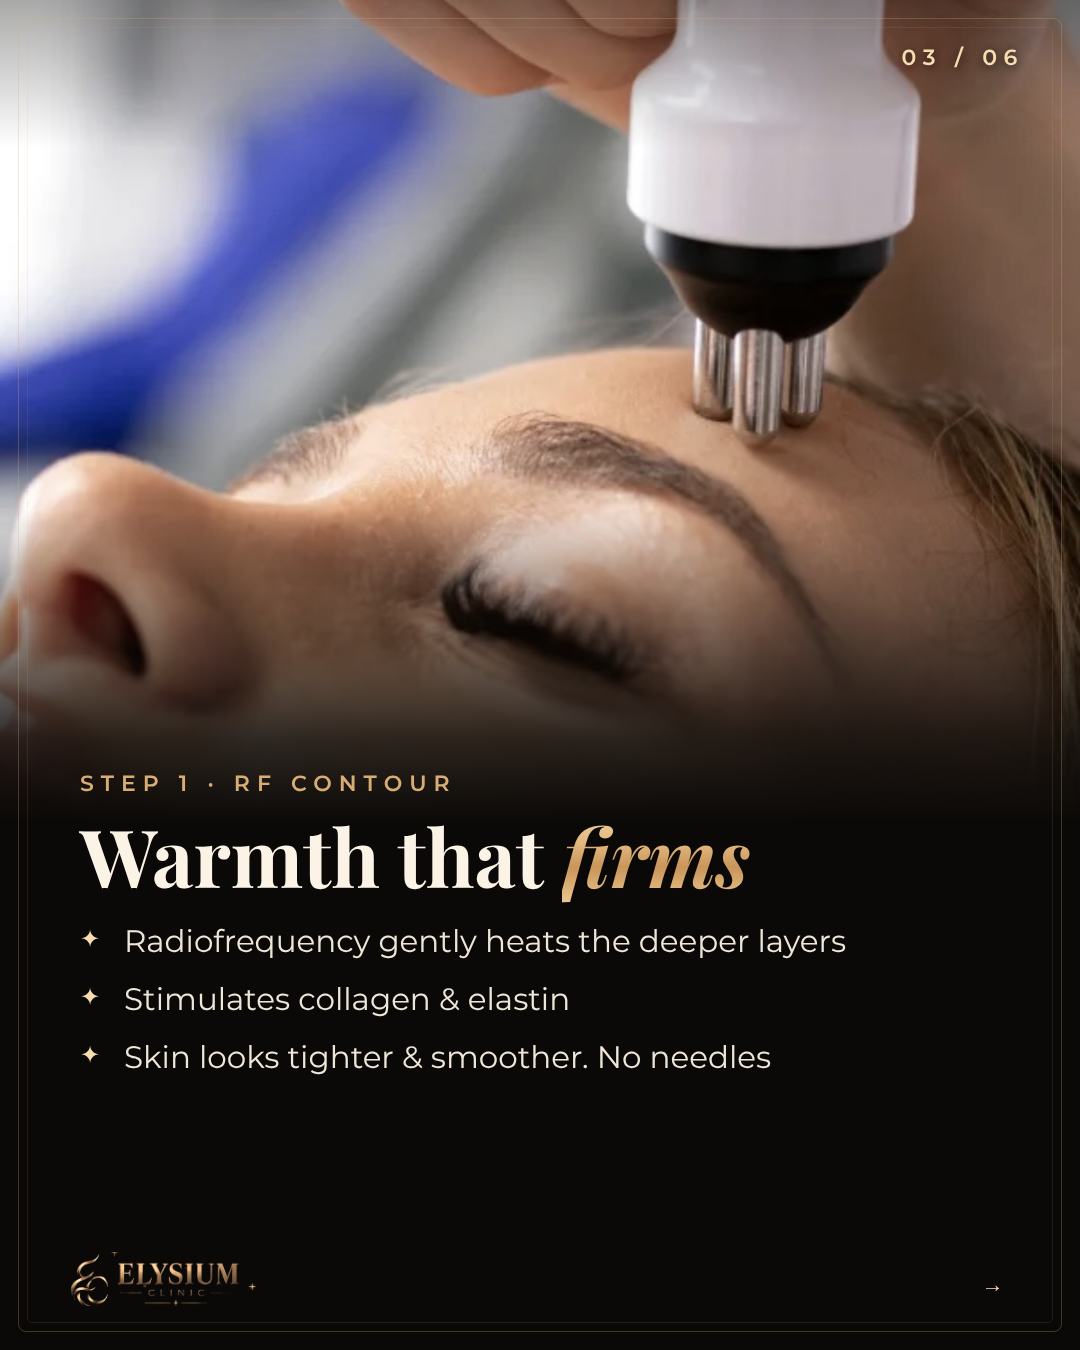 03 / 06
STEP 1 · RF CONTOUR
Warmth that firms
✦ Radiofrequency gently heats the deeper layers
✦ Stimulates collagen & elastin
✦ Skin looks tighter & smoother. No needles
ELYSIUM
CLINIC
→